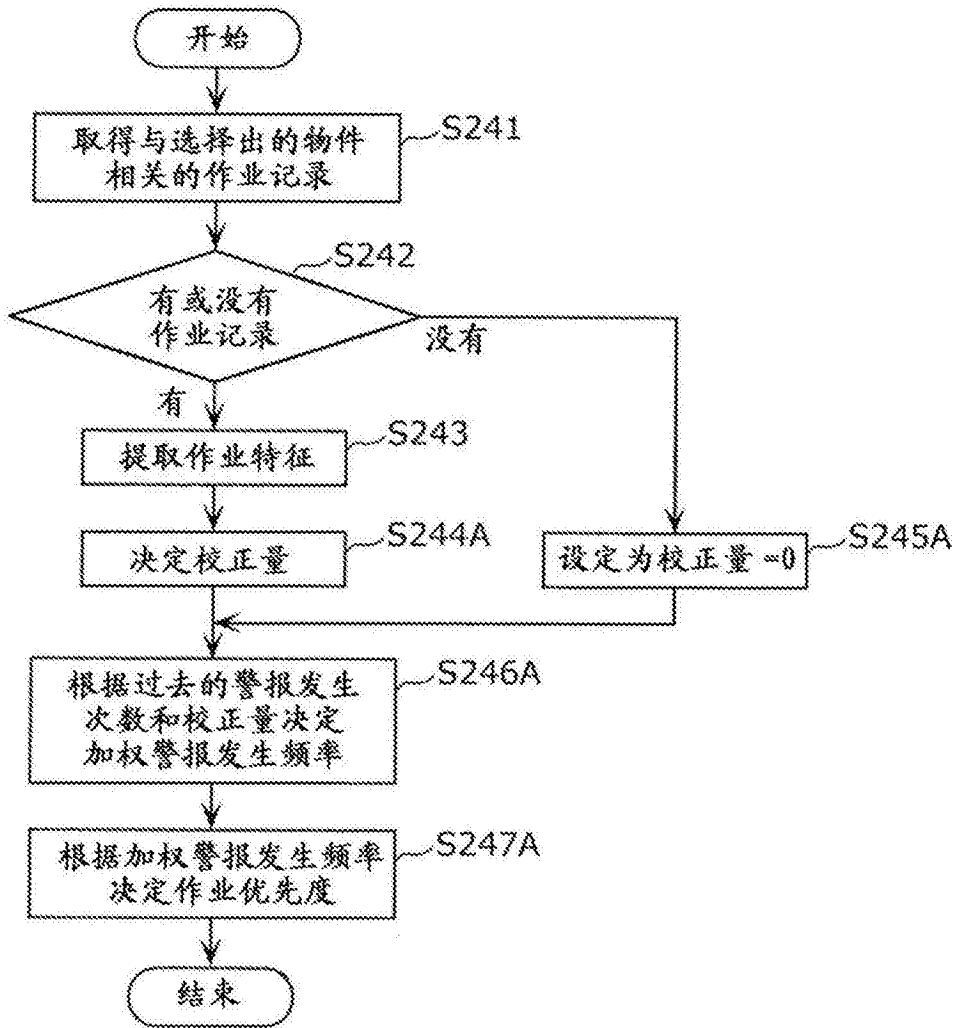 开始
取得与选择出的物件
相关的作业记录
S241
有或没有
作业记录
S242
没有
有
提取作业特征
S243
决定校正量
S244A
设定为校正量=0
S245A
根据过去的警报发生
次数和校正量决定
加权警报发生频率
S246A
根据加权警报发生频率
决定作业优先度
S247A
结束